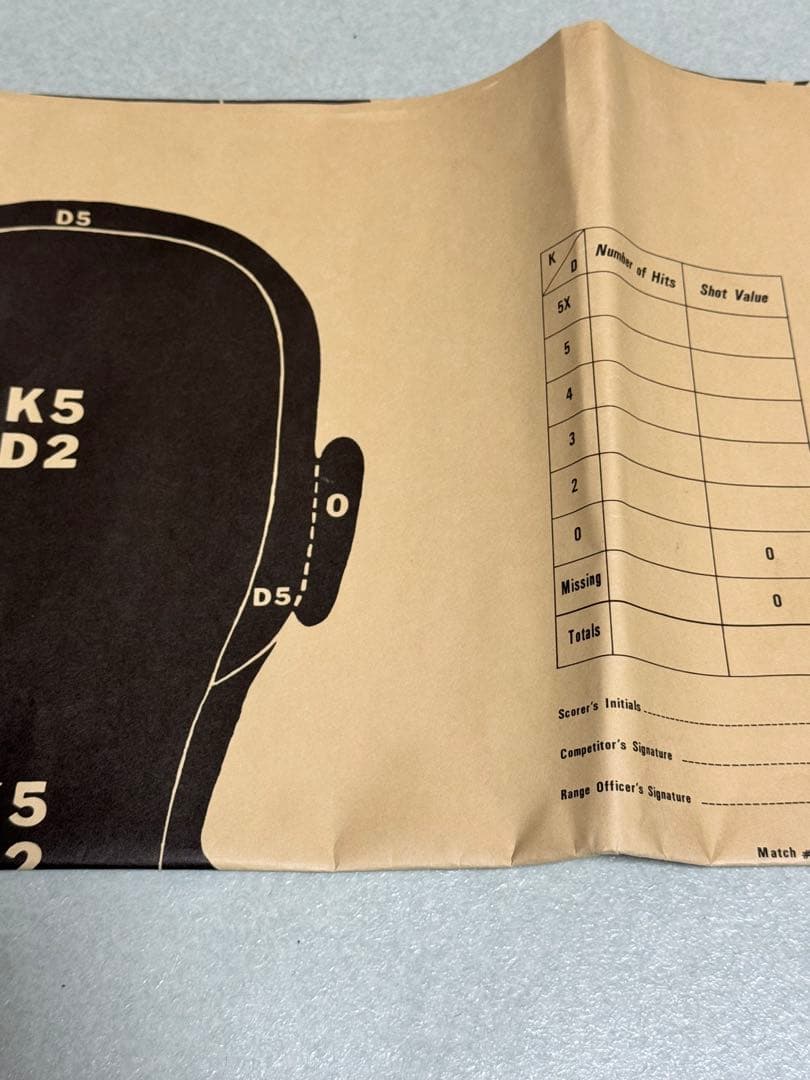 D5
K5
D2
0
D5
5
2
K D Number of Hits Shot Value
5X
5
4
3
2
0 0
Missing 0
Totals
Scorer's Initials
Competitor's Signature
Range Officer's Signature
Match #